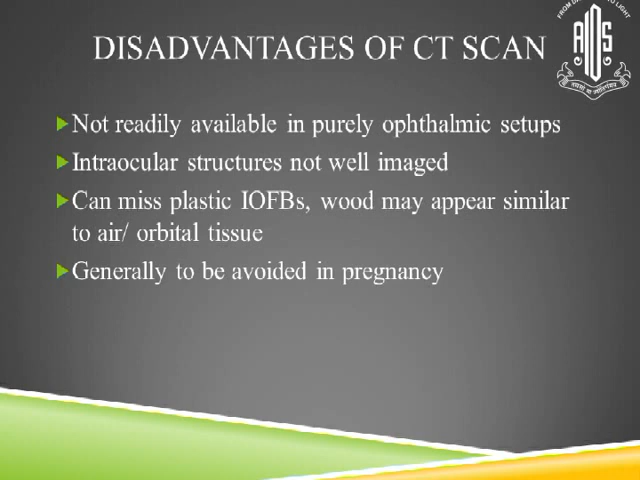 DISADVANTAGES OF CT SCAN
AIOS
Not readily available in purely ophthalmic setups
Intraocular structures not well imaged
Can miss plastic IOFBs, wood may appear similar
to air/ orbital tissue
Generally to be avoided in pregnancy